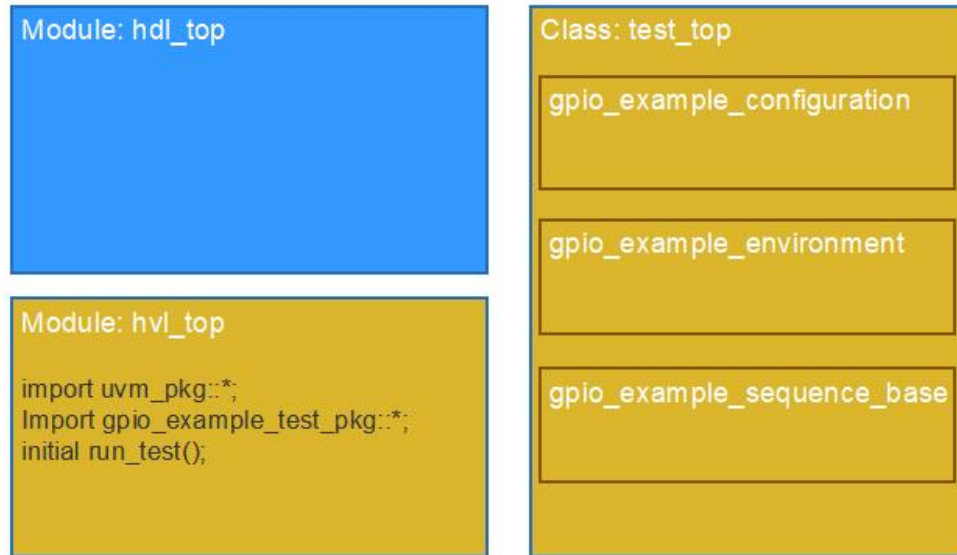 Module: hdl_top
Module: hvl_top
import uvm_pkg::*;
Import gpio_example_test_pkg::*;
initial run_test();
Class: test_top
gpio_example_configuration
gpio_example_environment
gpio_example_sequence_base